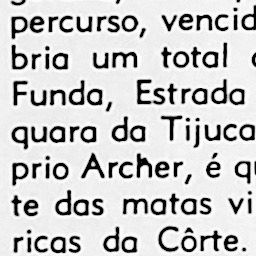 percurso, vencid
bria um total
Funda, Estrada
quara da Tijuca
prio Archer, é qu
te das matas vi
ricas da Côrte.